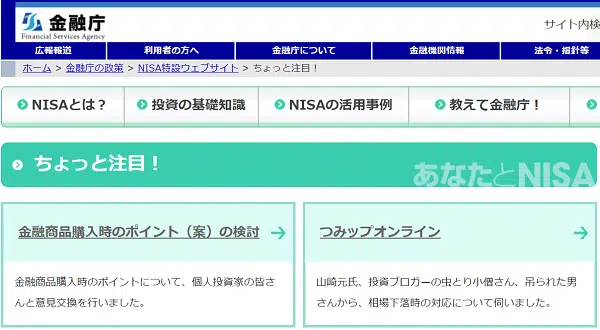 金融庁
Financial Services Agency
サイト内検
広報報道 利用者の方へ 金融庁について 金融機関情報 法令・指針等
ホーム > 金融庁の政策 > NISA特設ウェブサイト > ちょっと注目！
NISAとは？ 投資の基礎知識 NISAの活用事例 教えて金融庁！
ちょっと注目！
あなたとNISA
金融商品購入時のポイント（案）の検討
金融商品購入時のポイントについて、個人投資家の皆さ
んと意見交換を行いました。
つみップオンライン
山崎元氏、投資ブロガーの虫とり小僧さん、吊られた男
さんから、相場下落時の対応について伺いました。